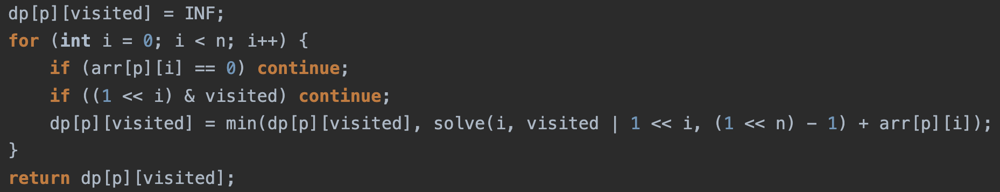 dp[p][visited] = INF;
for (int i = 0; i < n; i++) {
    if (arr[p][i] == 0) continue;
    if ((1 << i) & visited) continue;
    dp[p][visited] = min(dp[p][visited], solve(i, visited | 1 << i, (1 << n) - 1) + arr[p][i]);
}
return dp[p][visited];